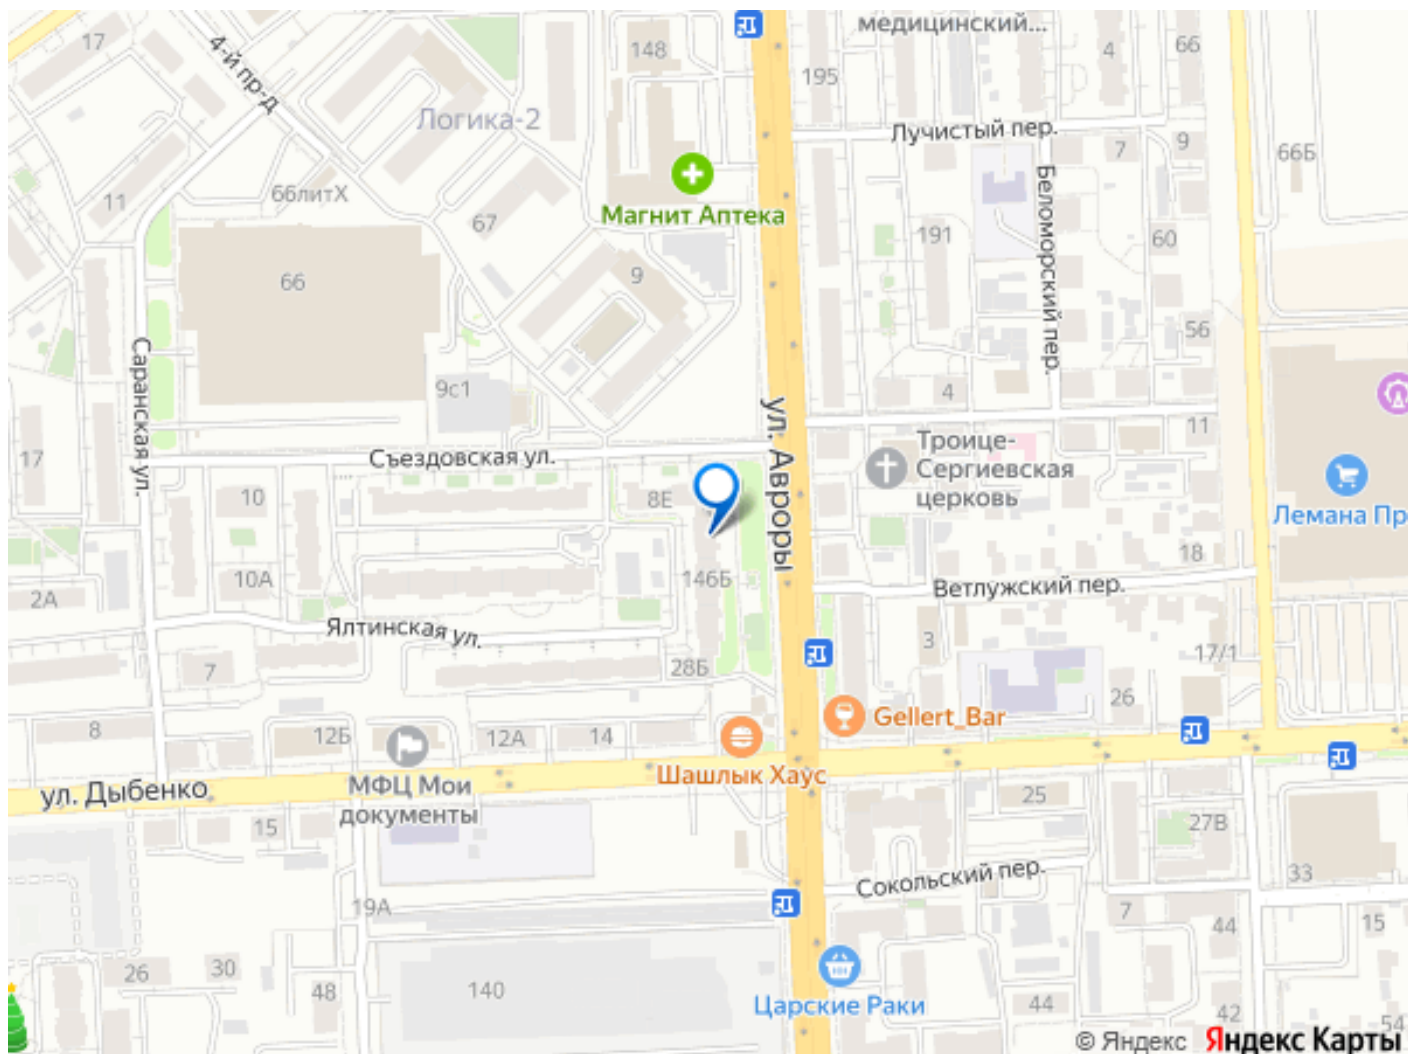 медицинский...
17
4-й пр-д
148
195
4
66
Логика-2
Лучистый пер.
7
9
66Б
Магнит Аптека
66литХ
11
67
191
60
Беломорский пер.
66
9
56
Саранская ул.
9с1
4
ул. Авроры
11
17
Съездовская ул.
Троице-
Сергиевская
церковь
10
8Е
Лемана Пр
10А
146Б
18
Ветлужский пер.
2А
Ялтинская ул.
3
17/1
7
28Б
26
Gellert_Bar
8
12Б
12А
14
Шашлык Хаус
ул. Дыбенко
МФЦ Мои
документы
15
25
27В
33
Сокольский пер.
19А
7
44
15
26
30
48
140
Царские Раки
44
42
54
© Яндекс Яндекс Карты